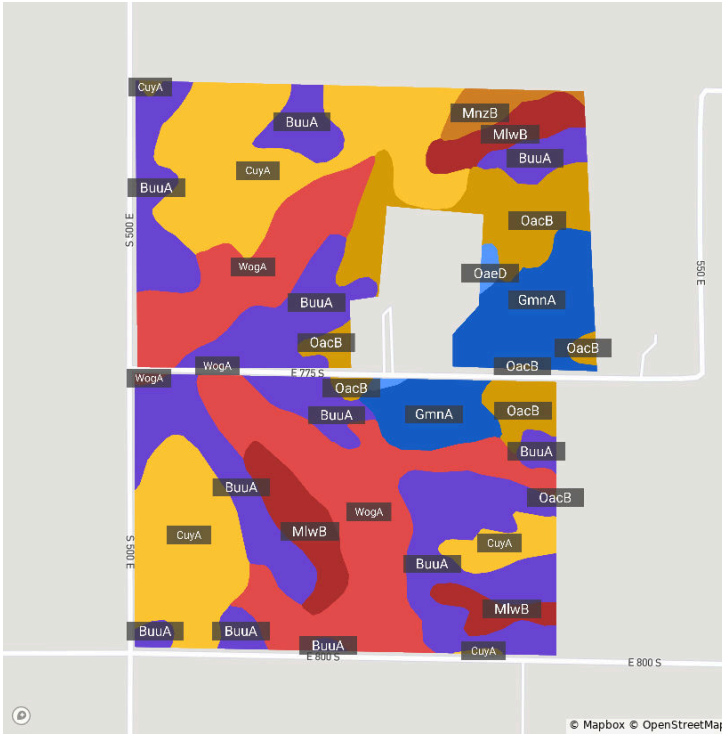 CuyA
MnzB
BuuA
MlwB
BuuA
CuyA
BuuA
OacB
S 500 E
WogA
OaeD
550 E
BuuA
GmnA
OacB
OacB
WogA
OacB
E 775 S
WogA
OacB
BuuA
GmnA
OacB
BuuA
BuuA
OacB
WogA
MlwB
CuyA
CuyA
S 500 E
BuuA
MlwB
BuuA
BuuA
BuuA
CuyA
E 800 S
E 800 S
© Mapbox © OpenStreetMap